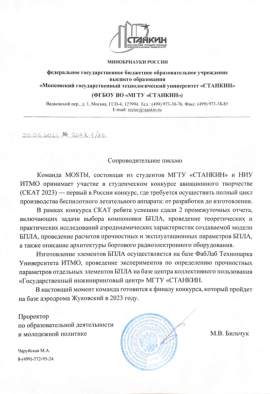 СТАНКИН
МИНОБРНАУКИ РОССИИ
федеральное государственное бюджетное образовательное учреждение
высшего образования
«Московский государственный технологический университет «СТАНКИН»
(ФГБОУ ВО «МГТУ «СТАНКИН»)
Вадковский пер., д. 1, Москва, ГСП-4, 127994. Тел.: (499) 973-30-76. Факс: (499) 973-38-85
E-mail: rector@stankin.ru
№
Сопроводительное письмо
Команда MOSTЫ, состоящая из студентов МГТУ «СТАНКИН» и НИУ
ИТМО принимает участие в студенческом конкурсе авиационного творчества
(СКАТ 2023) — первый в России конкурс, где требуется осуществить полный цикл
производства беспилотного летательного аппарата: от разработки до изготовления.
В рамках конкурса СКАТ ребята успешно сдали 2 промежуточных отчета,
включающих задачи выбора компоновки БПЛА, проведение теоретических и
практических исследований аэродинамических характеристик создаваемой модели
БПЛА, проведение расчетов прочностных и эксплуатационных параметров БПЛА,
а также описание архитектуры бортового радиоэлектронного оборудования.
Изготовление элементов БПЛА осуществляется на базе ФабЛаб Технопарка
Университета ИТМО, проведение экспериментов по определению прочностных
параметров отдельных элементов БПЛА на базе центра коллективного пользования
«Государственный инжиниринговый центр» МГТУ «СТАНКИН.
В настоящий момент команда готовится к финалу конкурса, который пройдет
на базе аэродрома Жуковский в 2023 году.
Проректор
по образовательной деятельности
и молодежной политике
М.В. Бильчук
Чаруйская М.А.
8-(499)-572-95-24